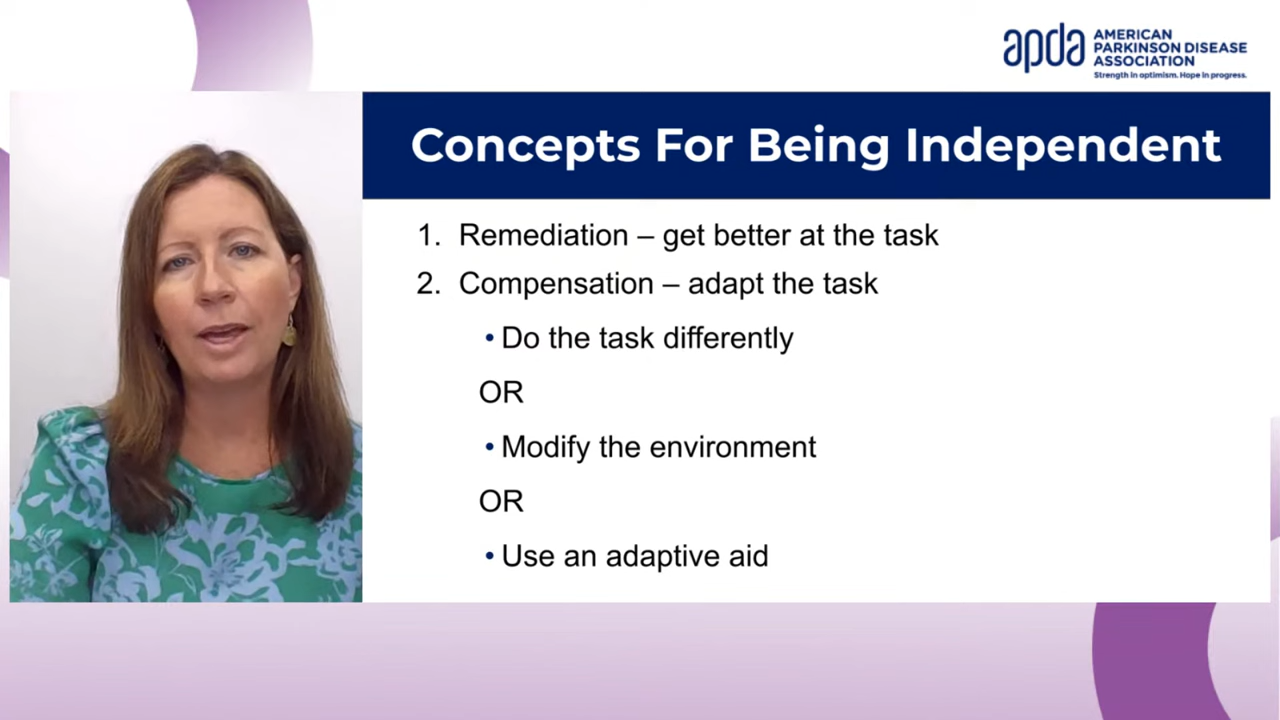 apda AMERICAN
PARKINSON DISEASE
ASSOCIATION
Strength in optimism. Hope in progress.
Concepts For Being Independent
1. Remediation – get better at the task
2. Compensation – adapt the task
• Do the task differently
OR
• Modify the environment
OR
• Use an adaptive aid